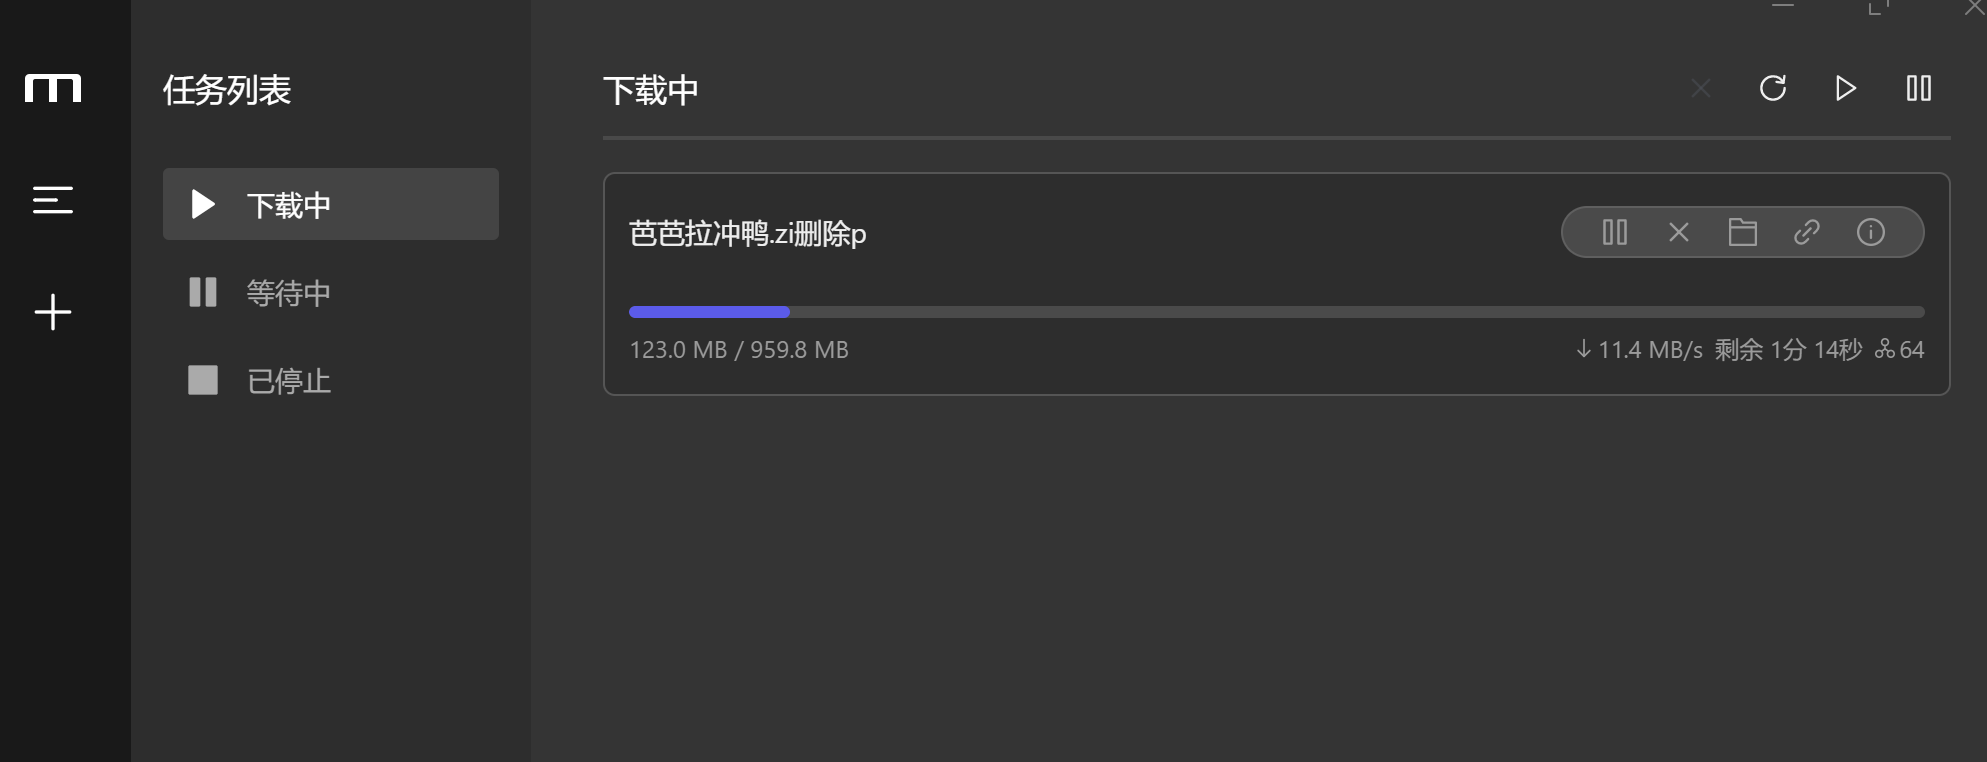 任务列表
下载中
等待中
已停止
下载中
芭芭拉冲鸭.zi删除p
123.0 MB / 959.8 MB
11.4 MB/s 剩余 1分 14秒 64